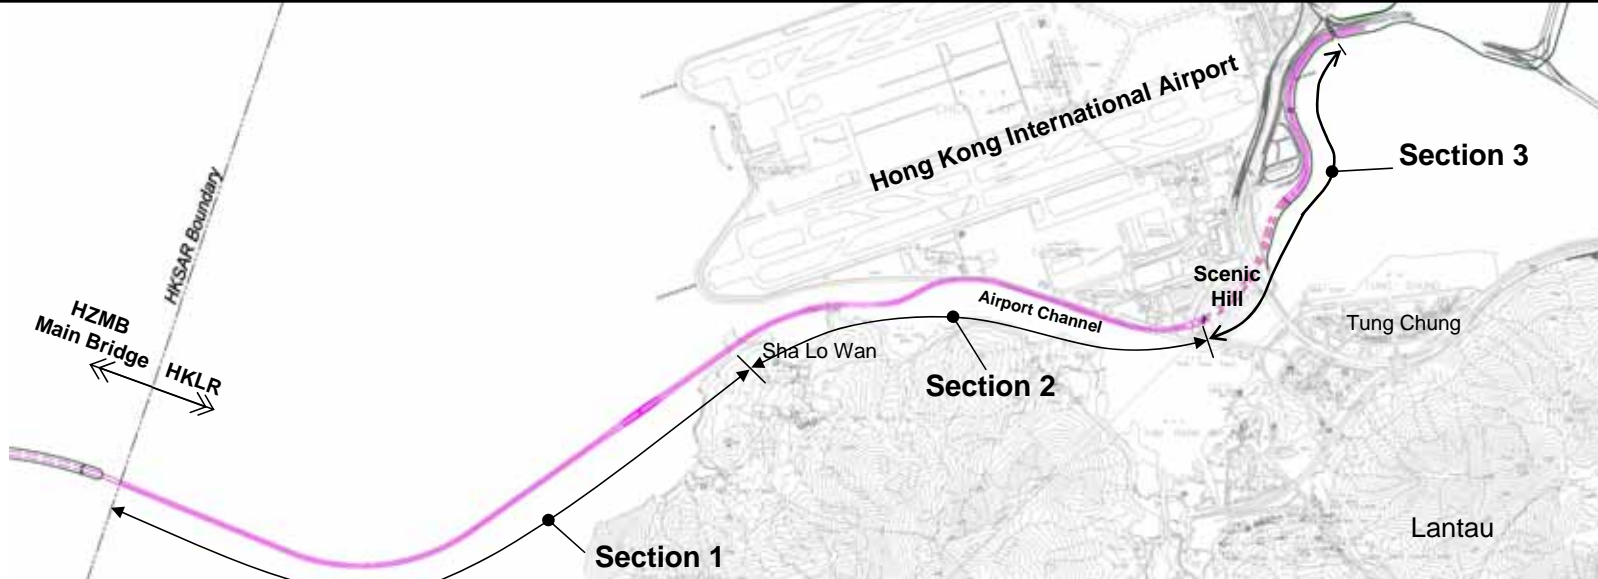 Hong Kong International Airport
Section 3
HKSAR Boundary
Scenic
Hill
Airport Channel
HZMB
Main Bridge
HKLR
Tung Chung
Sha Lo Wan
Section 2
Lantau
Section 1